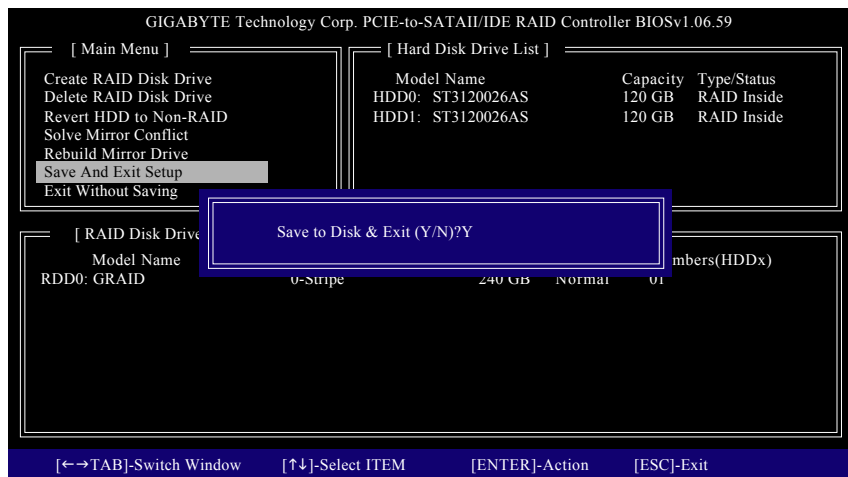 GIGABYTE Technology Corp. PCIE-to-SATAII/IDE RAID Controller BIOSv1.06.59
[ Main Menu ]
Create RAID Disk Drive
Delete RAID Disk Drive
Revert HDD to Non-RAID
Solve Mirror Conflict
Rebuild Mirror Drive
Save And Exit Setup
Exit Without Saving
[ Hard Disk Drive List ]
Model Name Capacity Type/Status
HDD0: ST3120026AS 120 GB RAID Inside
HDD1: ST3120026AS 120 GB RAID Inside
Save to Disk & Exit (Y/N)?Y
[ RAID Disk Drive
Model Name mbers(HDDx)
RDD0: GRAID 0-Stripe 240 GB Normal 01
[←→TAB]-Switch Window [↑↓]-Select ITEM [ENTER]-Action [ESC]-Exit